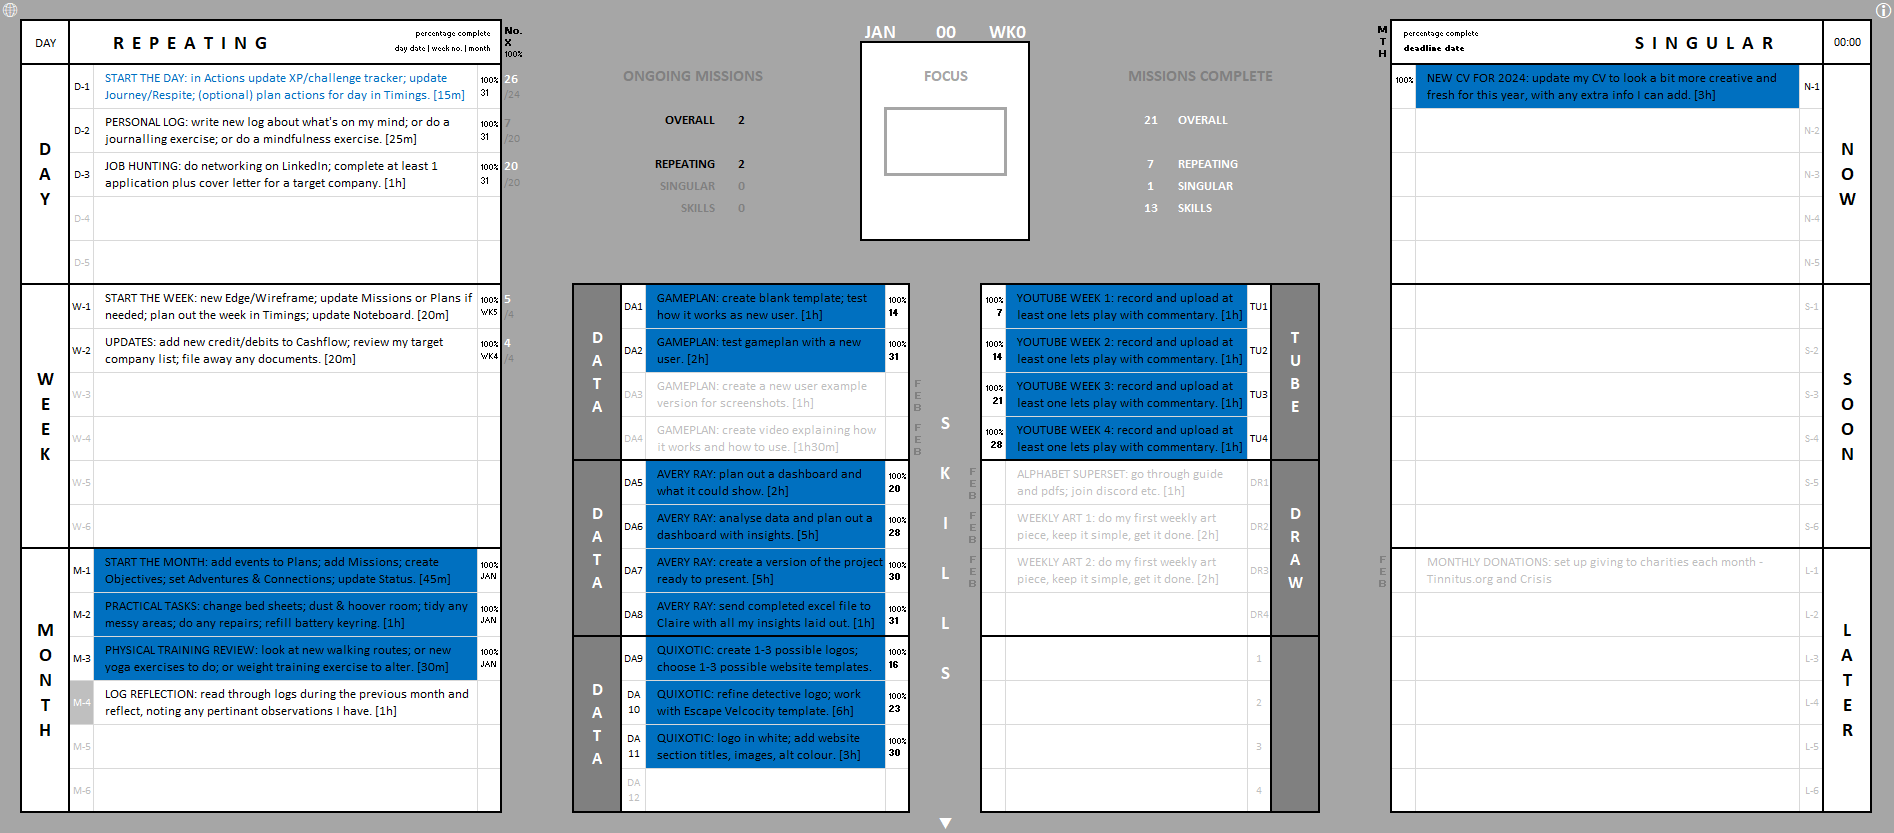 DAY
REPEATING
percentage complete
day date | week no. | month
No.
X
100%
DAY
D-1
START THE DAY: in Actions update XP/challenge tracker; update
Journey/Respite; (optional) plan actions for day in Timings. [15m]
100%
31
26
/24
D-2
PERSONAL LOG: write new log about what's on my mind; or do a
journalling exercise; or do a mindfulness exercise. [25m]
100%
31
7
/20
D-3
JOB HUNTING: do networking on LinkedIn; complete at least 1
application plus cover letter for a target company. [1h]
100%
31
20
/20
D-4
D-5
WEEK
W-1
START THE WEEK: new Edge/Wireframe; update Missions or Plans if
needed; plan out the week in Timings; update Noteboard. [20m]
100%
WK5
5
/4
W-2
UPDATES: add new credit/debits to Cashflow; review my target
company list; file away any documents. [20m]
100%
WK4
4
/4
W-3
W-4
W-5
W-6
MONTH
M-1
START THE MONTH: add events to Plans; add Missions; create
Objectives; set Adventures & Connections; update Status. [45m]
100%
JAN
M-2
PRACTICAL TASKS: change bed sheets; dust & hoover room; tidy any
messy areas; do any repairs; refill battery keyring. [1h]
100%
JAN
M-3
PHYSICAL TRAINING REVIEW: look at new walking routes; or new
yoga exercises to do; or weight training exercise to alter. [30m]
100%
JAN
M-4
LOG REFLECTION: read through logs during the previous month and
reflect, noting any pertinant observations I have. [1h]
M-5
M-6
ONGOING MISSIONS
OVERALL 2
REPEATING 2
SINGULAR 0
SKILLS 0
JAN 00 WK0
FOCUS
MISSIONS COMPLETE
21 OVERALL
7 REPEATING
1 SINGULAR
13 SKILLS
DATA
DA1
GAMEPLAN: create blank template; test
how it works as new user. [1h]
100%
14
DA2
GAMEPLAN: test gameplan with a new
user. [2h]
100%
31
DA3
GAMEPLAN: create a new user example
version for screenshots. [1h]
FEB
DA4
GAMEPLAN: create video explaining how
it works and how to use. [1h30m]
FEB
DATA
DA5
AVERY RAY: plan out a dashboard and
what it could show. [2h]
100%
20
DA6
AVERY RAY: analyse data and plan out a
dashboard with insights. [5h]
100%
28
DA7
AVERY RAY: create a version of the project
ready to present. [5h]
100%
30
DA8
AVERY RAY: send completed excel file to
Claire with all my insights laid out. [1h]
100%
31
DATA
DA9
QUIXOTIC: create 1-3 possible logos;
choose 1-3 possible website templates.
100%
16
DA
10
QUIXOTIC: refine detective logo; work
with Escape Velcocity template. [6h]
100%
23
DA
11
QUIXOTIC: logo in white; add website
section titles, images, alt colour. [3h]
100%
30
DA
12
SKILLS
100%
7
YOUTUBE WEEK 1: record and upload at
least one lets play with commentary. [1h]
TU1
100%
14
YOUTUBE WEEK 2: record and upload at
least one lets play with commentary. [1h]
TU2
100%
21
YOUTUBE WEEK 3: record and upload at
least one lets play with commentary. [1h]
TU3
100%
28
YOUTUBE WEEK 4: record and upload at
least one lets play with commentary. [1h]
TU4
TUBE
FEB
ALPHABET SUPERSET: go through guide
and pdfs; join discord etc. [1h]
DR1
FEB
WEEKLY ART 1: do my first weekly art
piece, keep it simple, get it done. [2h]
DR2
FEB
WEEKLY ART 2: do my first weekly art
piece, keep it simple, get it done. [2h]
DR3
DR4
DRAW
1
2
3
4
MTH
percentage complete
deadline date
SINGULAR
00:00
100%
NEW CV FOR 2024: update my CV to look a bit more creative and
fresh for this year, with any extra info I can add. [3h]
N-1
N-2
N-3
N-4
N-5
NOW
S-1
S-2
S-3
S-4
S-5
S-6
SOON
FEB
MONTHLY DONATIONS: set up giving to charities each month -
Tinnitus.org and Crisis
L-1
L-2
L-3
L-4
L-5
L-6
LATER